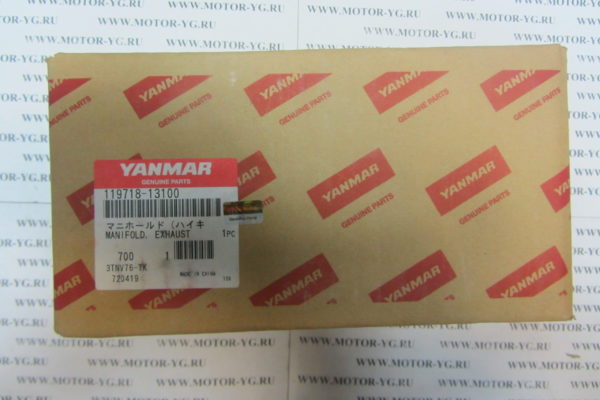 WWW.MOTOR-YG.RU
YANMAR
GENUINE PARTS
YANMAR
GENUINE PARTS
119718-13100
マニホールド(ハイキ
MANIFOLD, EXHAUST 1PC
700 1
3TNV76-YK
720419
MADE IN CHINA